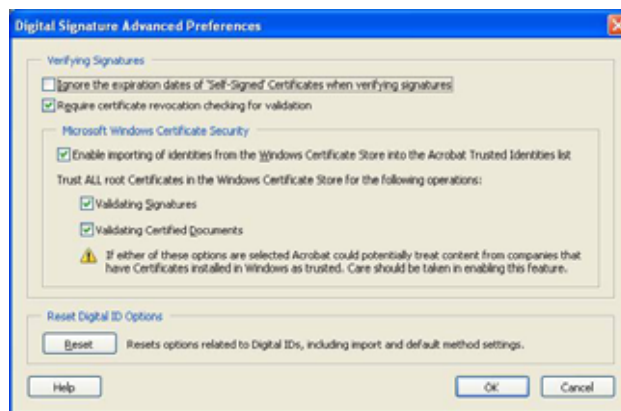 Digital Signature Advanced Preferences
Verifying Signatures
Ignore the expiration dates of 'Self-Signed' Certificates when verifying signatures
Require certificate revocation checking for validation
Microsoft Windows Certificate Security
Enable importing of identities from the Windows Certificate Store into the Acrobat Trusted Identities list
Trust ALL root Certificates in the Windows Certificate Store for the following operations:
Validating Signatures
Validating Certified Documents
If either of these options are selected Acrobat could potentially treat content from companies that
have Certificates installed in Windows as trusted. Care should be taken in enabling this feature.
Reset Digital ID Options
Reset Resets options related to Digital IDs, including import and default method settings.
Help OK Cancel